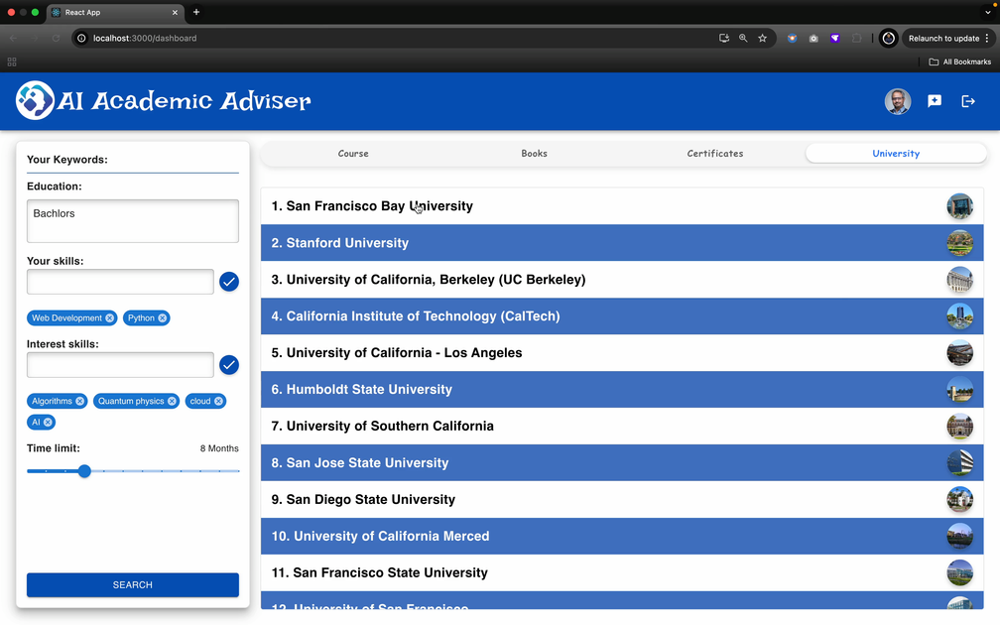 React App
localhost:3000/dashboard
Relaunch to update
All Bookmarks
AI Academic Adviser
Your Keywords:
Education:
Bachlors
Your skills:
Web Development
Python
Interest skills:
Algorithms
Quantum physics
cloud
AI
Time limit:
8 Months
SEARCH
Course
Books
Certificates
University
1. San Francisco Bay University
2. Stanford University
3. University of California, Berkeley (UC Berkeley)
4. California Institute of Technology (CalTech)
5. University of California - Los Angeles
6. Humboldt State University
7. University of Southern California
8. San Jose State University
9. San Diego State University
10. University of California Merced
11. San Francisco State University
12. University of San Francisco